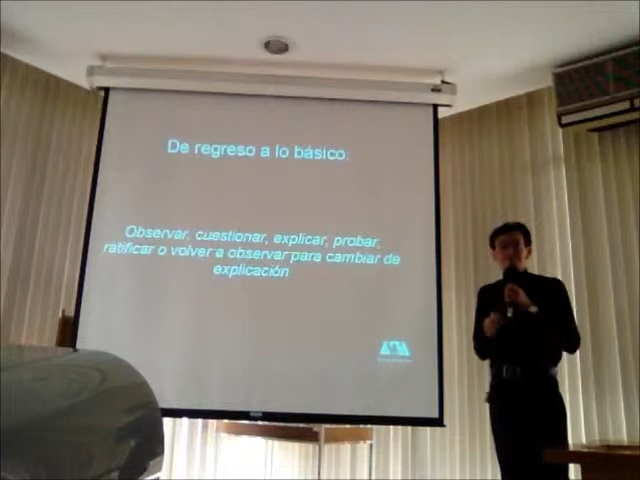 De regreso a lo básico:
Observar, cuestionar, explicar, probar,
ratificar o volver a observar para cambiar de
explicación